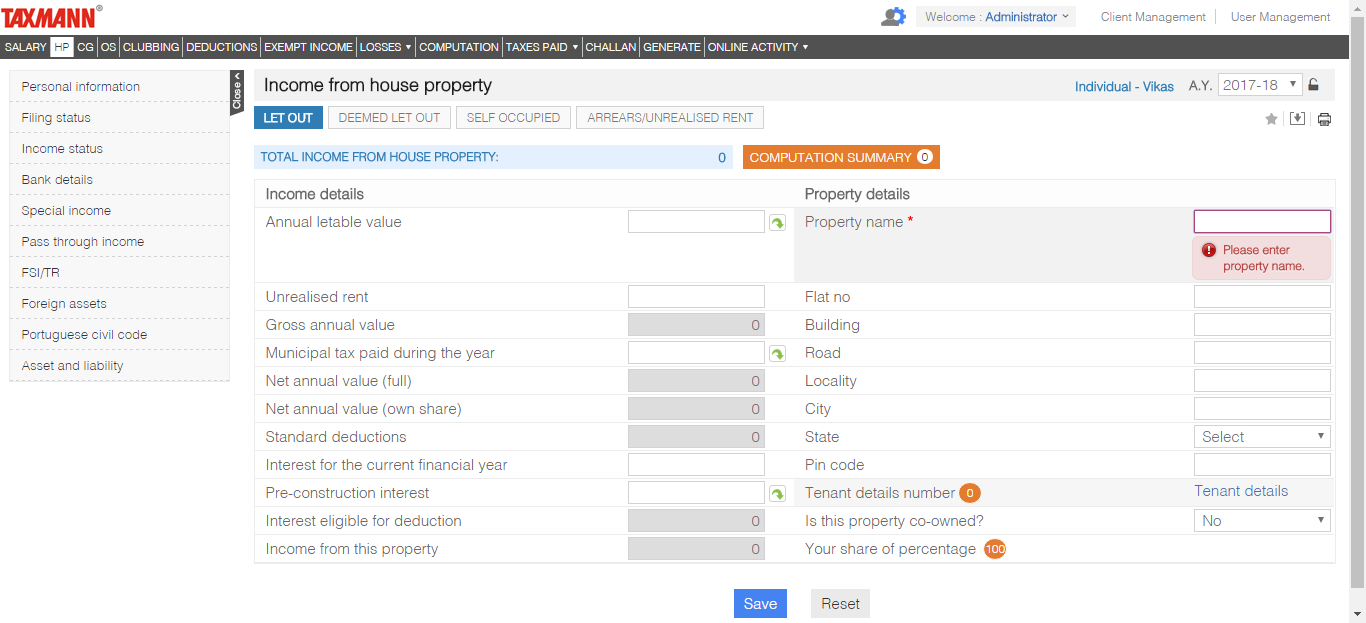 TAXMANN®
Welcome : Administrator
Client Management
User Management
SALARY HP CG OS CLUBBING DEDUCTIONS EXEMPT INCOME LOSSES ▼ COMPUTATION TAXES PAID ▼ CHALLAN GENERATE ONLINE ACTIVITY ▼
Personal information
Filing status
Income status
Bank details
Special income
Pass through income
FSI/TR
Foreign assets
Portuguese civil code
Asset and liability
Close
Income from house property
Individual - Vikas
A.Y. 2017-18
LET OUT
DEEMED LET OUT
SELF OCCUPIED
ARREARS/UNREALISED RENT
TOTAL INCOME FROM HOUSE PROPERTY: 0
COMPUTATION SUMMARY 0
Income details
Property details
Annual letable value
Property name *
Please enter
property name.
Unrealised rent
Flat no
Gross annual value 0
Building
Municipal tax paid during the year
Road
Net annual value (full) 0
Locality
Net annual value (own share) 0
City
Standard deductions 0
State Select
Interest for the current financial year
Pin code
Pre-construction interest
Tenant details number 0 Tenant details
Interest eligible for deduction 0
Is this property co-owned? No
Income from this property 0
Your share of percentage 100
Save
Reset